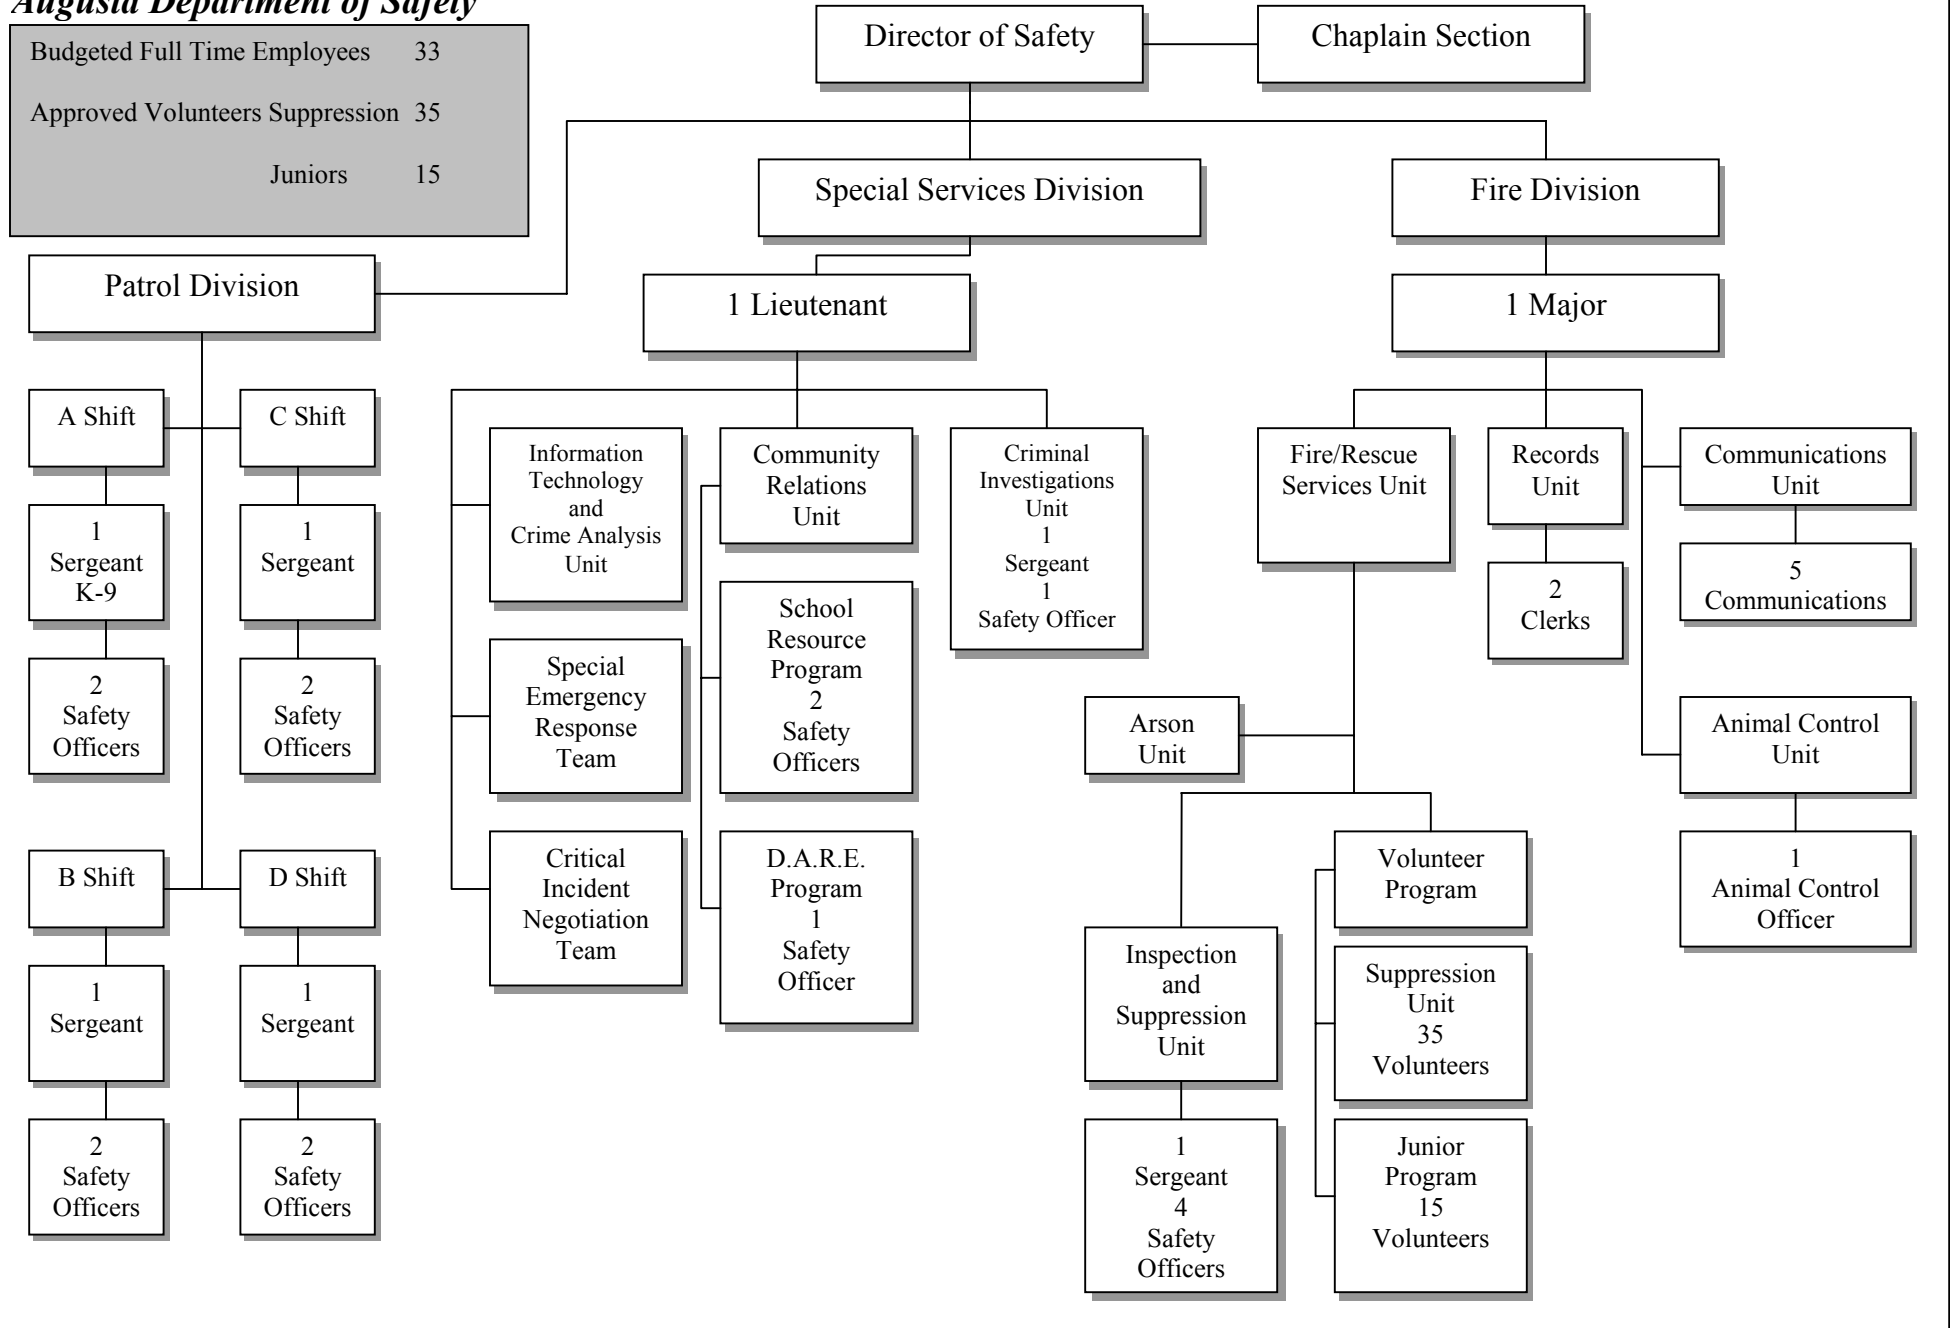 Augusta Department of Safety
Budgeted Full Time Employees 33
Approved Volunteers Suppression 35
Juniors 15
Director of Safety
Chaplain Section
Special Services Division
Fire Division
Patrol Division
1 Lieutenant
1 Major
A Shift
C Shift
1
Sergeant
K-9
1
Sergeant
2
Safety
Officers
2
Safety
Officers
B Shift
D Shift
1
Sergeant
1
Sergeant
2
Safety
Officers
2
Safety
Officers
Information
Technology
and
Crime Analysis
Unit
Special
Emergency
Response
Team
Critical
Incident
Negotiation
Team
Community
Relations
Unit
School
Resource
Program
2
Safety
Officers
D.A.R.E.
Program
1
Safety
Officer
Criminal
Investigations
Unit
1
Sergeant
1
Safety Officer
Fire/Rescue
Services Unit
Arson
Unit
Inspection
and
Suppression
Unit
1
Sergeant
4
Safety
Officers
Volunteer
Program
Suppression
Unit
35
Volunteers
Junior
Program
15
Volunteers
Records
Unit
2
Clerks
Communications
Unit
5
Communications
Animal Control
Unit
1
Animal Control
Officer